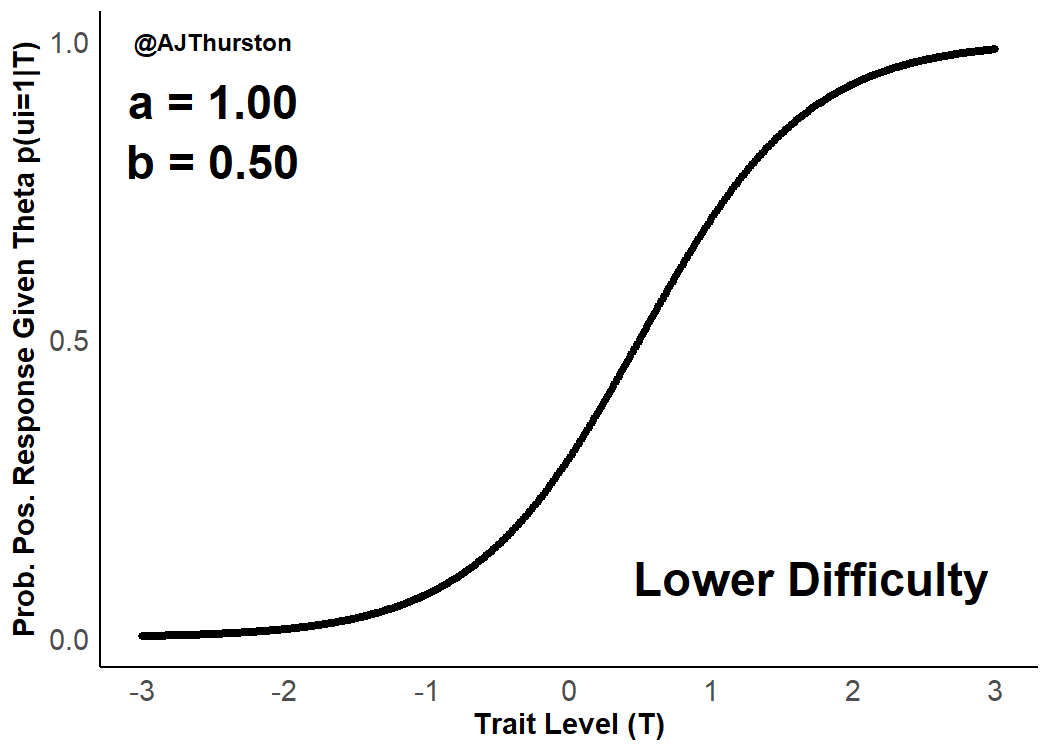 @AJThurston
a = 1.00
b = 0.50
Prob. Pos. Response Given Theta p(ui=1|T)
1.0
0.5
0.0
Lower Difficulty
-3 -2 -1 0 1 2 3
Trait Level (T)